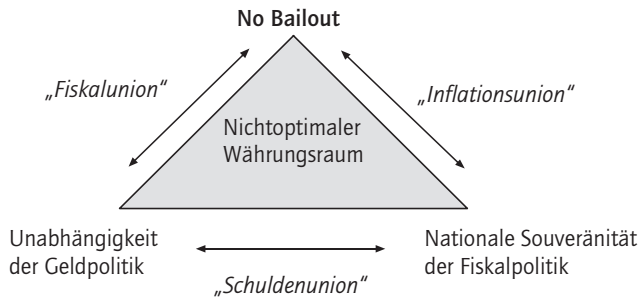 No Bailout
„Fiskalunion“
„Inflationsunion“
Nichtoptimaler
Währungsraum
Unabhängigkeit
der Geldpolitik
Nationale Souveränität
der Fiskalpolitik
„Schuldenunion“